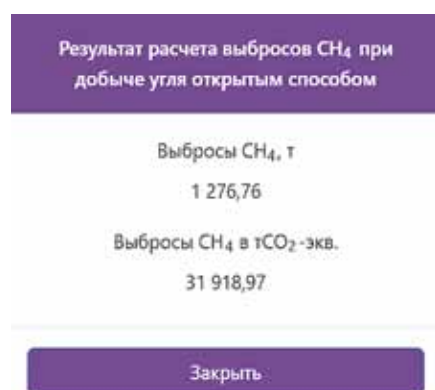 Результат расчета выбросов CH₄ при
добыче угля открытым способом
Выбросы CH₄, т
1 276,76
Выбросы CH₄ в тCO₂-экв.
31 918,97
Закрыть